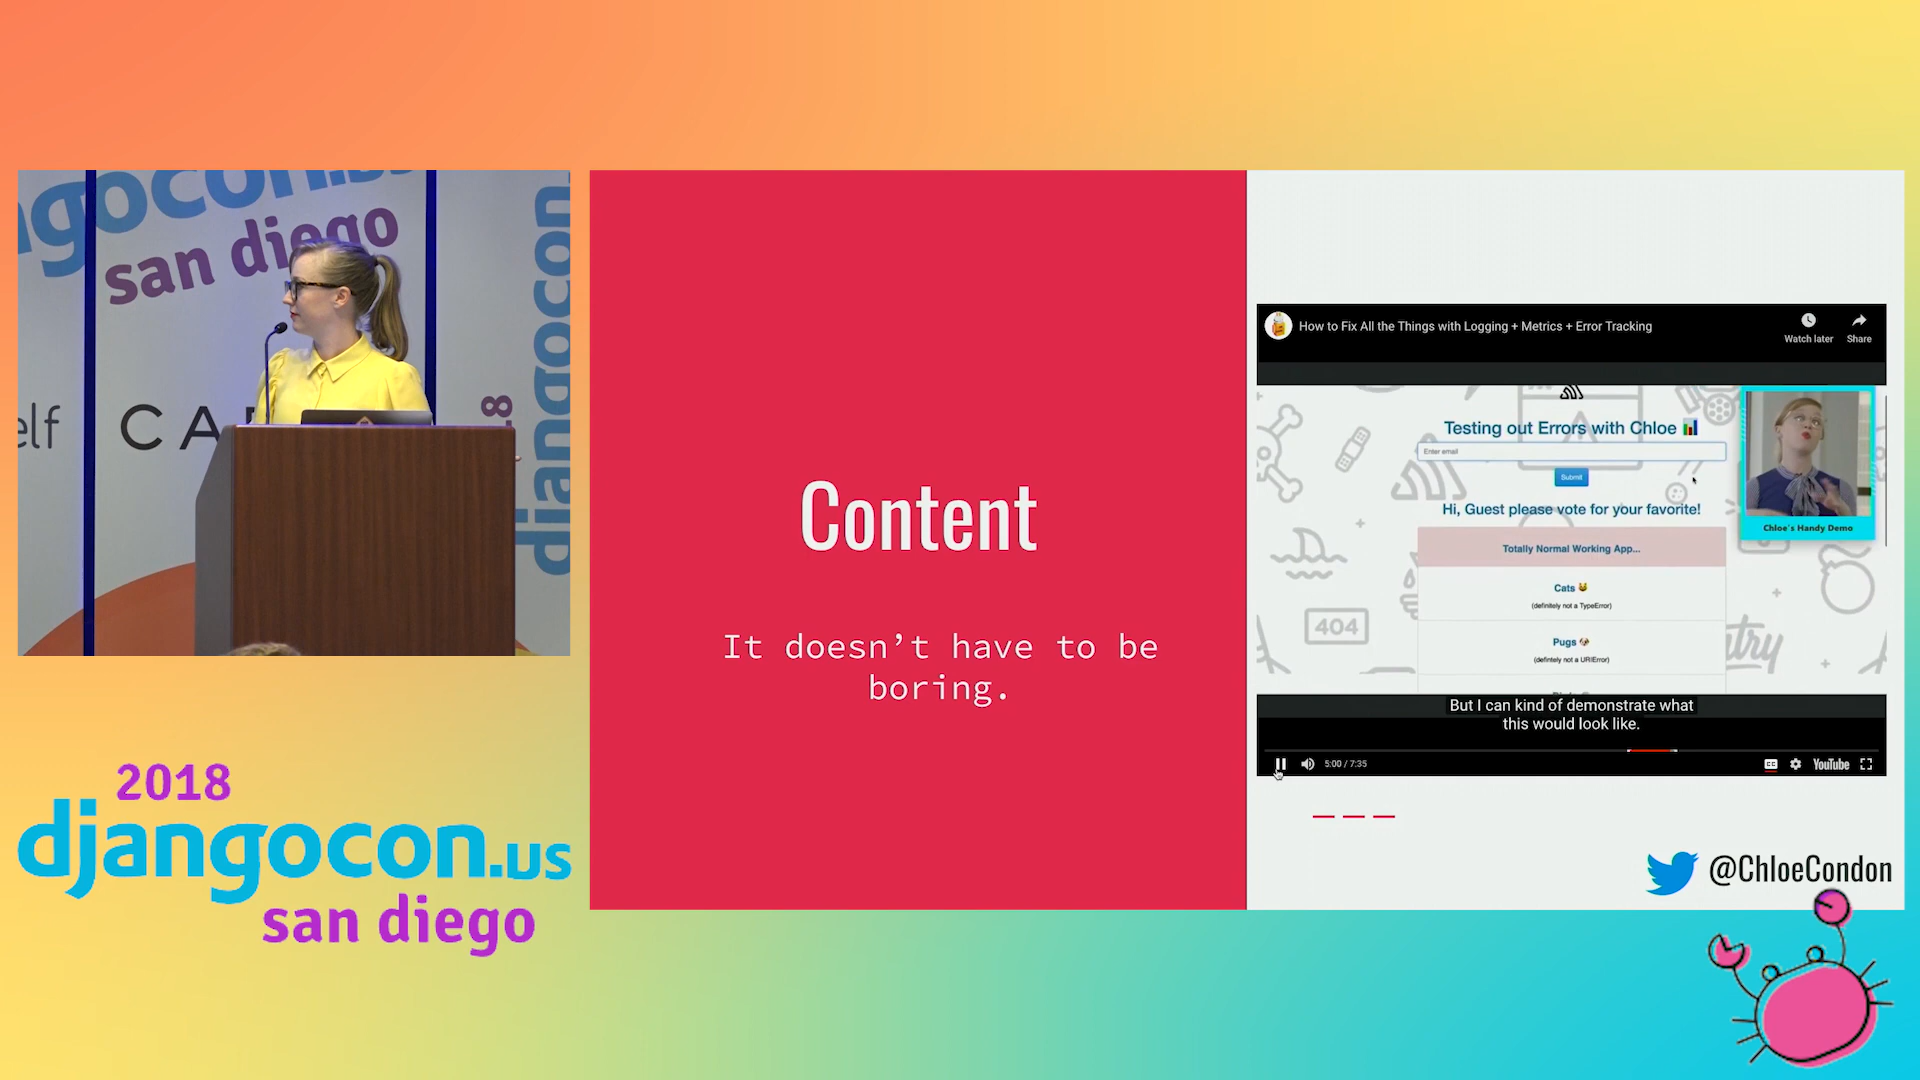 djangocon.us
san diego
elf
djangocon
8
2018
djangocon.us
san diego
Content
It doesn’t have to be
boring.
How to Fix All the Things with Logging + Metrics + Error Tracking
Watch later
Share
Testing out Errors with Chloe
Enter email
Submit
Hi, Guest please vote for your favorite!
Totally Normal Working App...
Cats
(definitely not a TypeError)
Pugs
(defintely not a URIError)
404
Chloe's Handy Demo
But I can kind of demonstrate what
this would look like.
5:00 / 7:35
CC
YouTube
@ChloeCondon